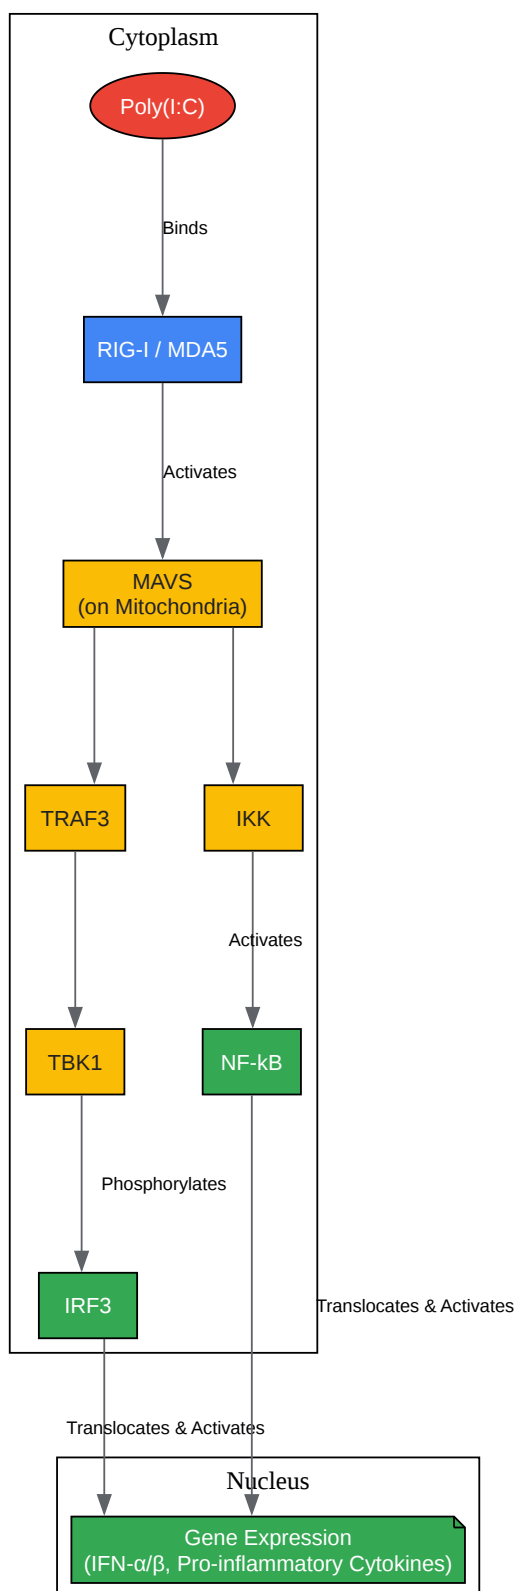 Cytoplasm
Poly(I:C)
Binds
RIG-I / MDA5
Activates
MAVS
(on Mitochondria)
TRAF3
IKK
Activates
TBK1
NF-kB
Phosphorylates
IRF3
Translocates & Activates
Translocates & Activates
Nucleus
Gene Expression
(IFN-α/β, Pro-inflammatory Cytokines)